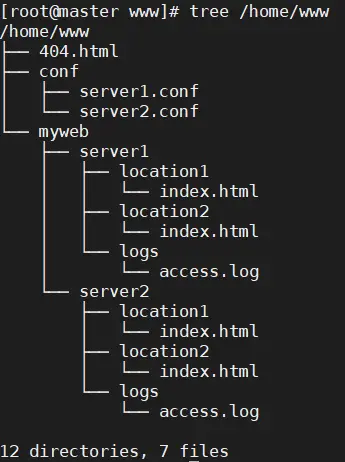 [root@master www]# tree /home/www
/home/www
├── 404.html
├── conf
│   ├── server1.conf
│   └── server2.conf
└── myweb
    ├── server1
    │   ├── location1
    │   │   └── index.html
    │   ├── location2
    │   │   └── index.html
    │   └── logs
    │       └── access.log
    └── server2
        ├── location1
        │   └── index.html
        ├── location2
        │   └── index.html
        └── logs
            └── access.log

12 directories, 7 files